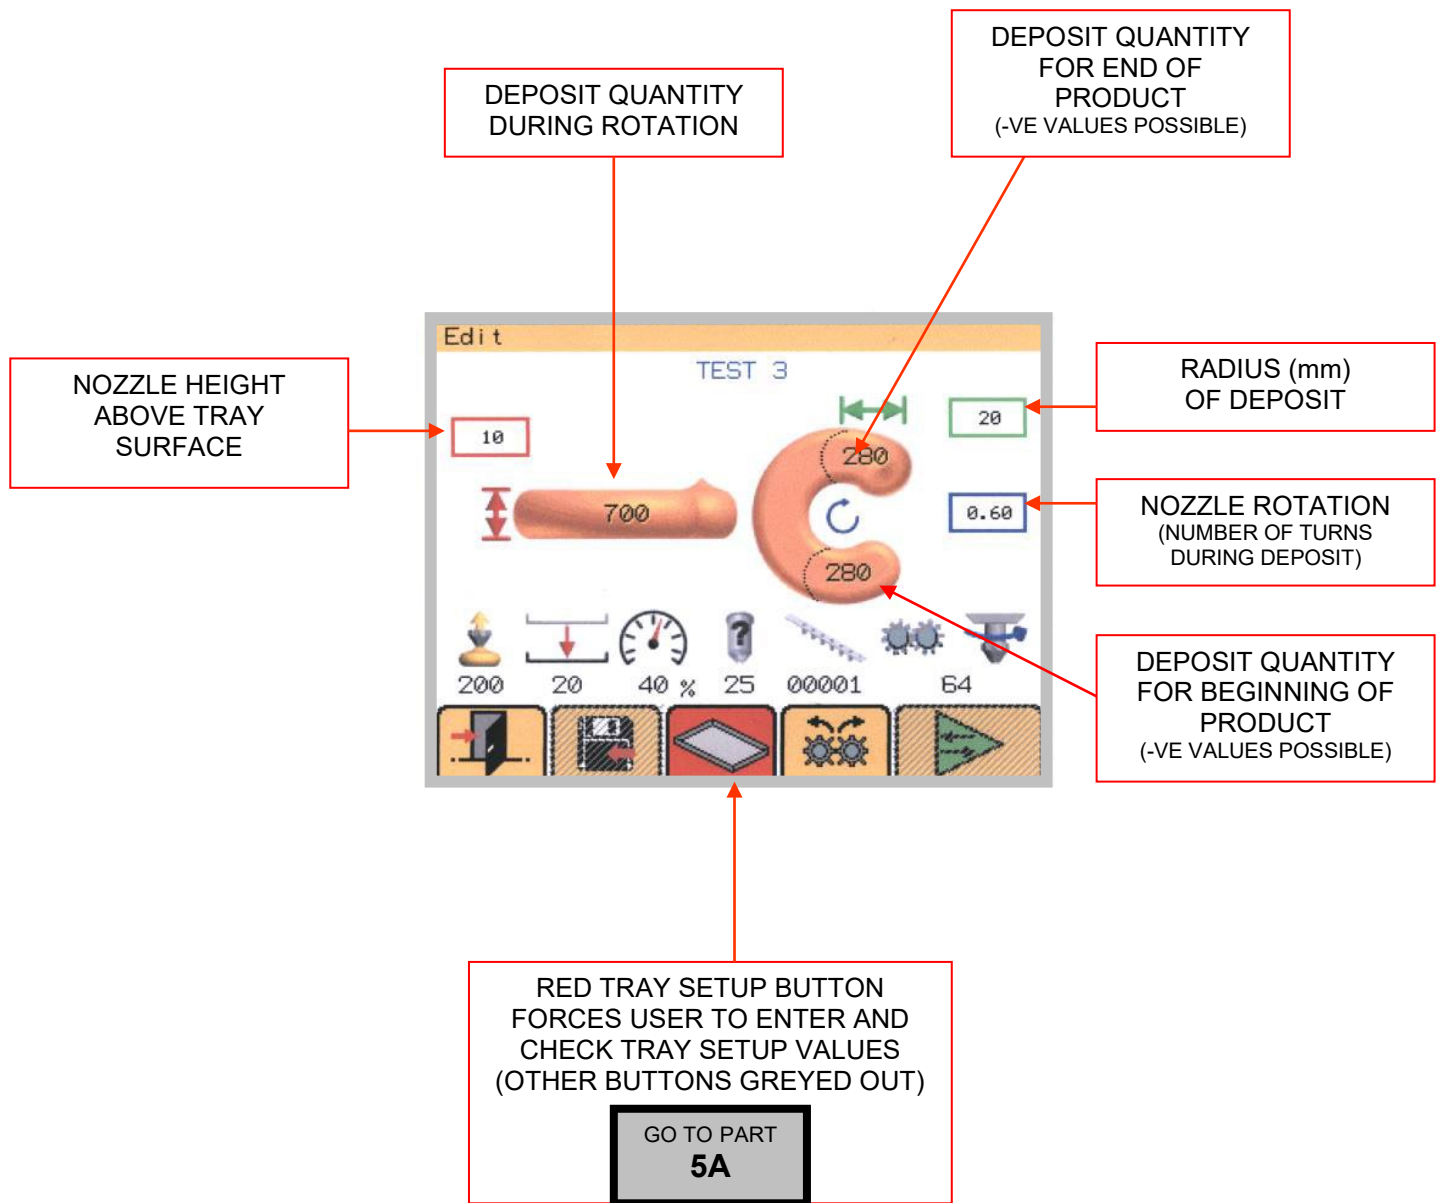 DEPOSIT QUANTITY
FOR END OF
PRODUCT
(-VE VALUES POSSIBLE)
DEPOSIT QUANTITY
DURING ROTATION
Edit
TEST 3
NOZZLE HEIGHT
ABOVE TRAY
SURFACE
10
20
RADIUS (mm)
OF DEPOSIT
280
700
0.60
NOZZLE ROTATION
(NUMBER OF TURNS
DURING DEPOSIT)
280
?
200 20 40 % 25 00001 64
DEPOSIT QUANTITY
FOR BEGINNING OF
PRODUCT
(-VE VALUES POSSIBLE)
RED TRAY SETUP BUTTON
FORCES USER TO ENTER AND
CHECK TRAY SETUP VALUES
(OTHER BUTTONS GREYED OUT)
GO TO PART
5A